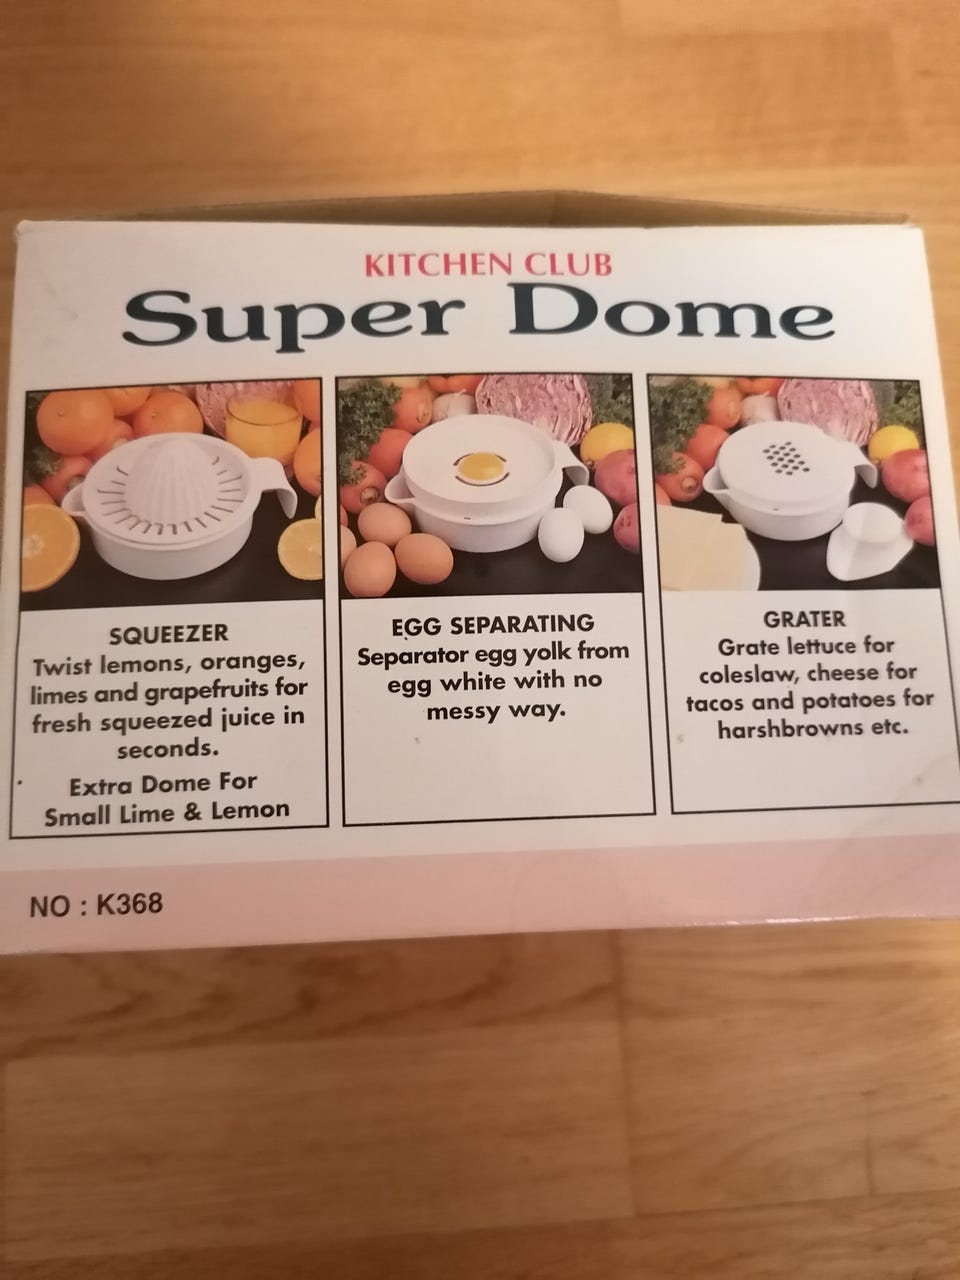 KITCHEN CLUB
Super Dome
SQUEEZER
Twist lemons, oranges,
limes and grapefruits for
fresh squeezed juice in
seconds.
Extra Dome For
Small Lime & Lemon
EGG SEPARATING
Separator egg yolk from
egg white with no
messy way.
GRATER
Grate lettuce for
coleslaw, cheese for
tacos and potatoes for
harshbrowns etc.
NO : K368